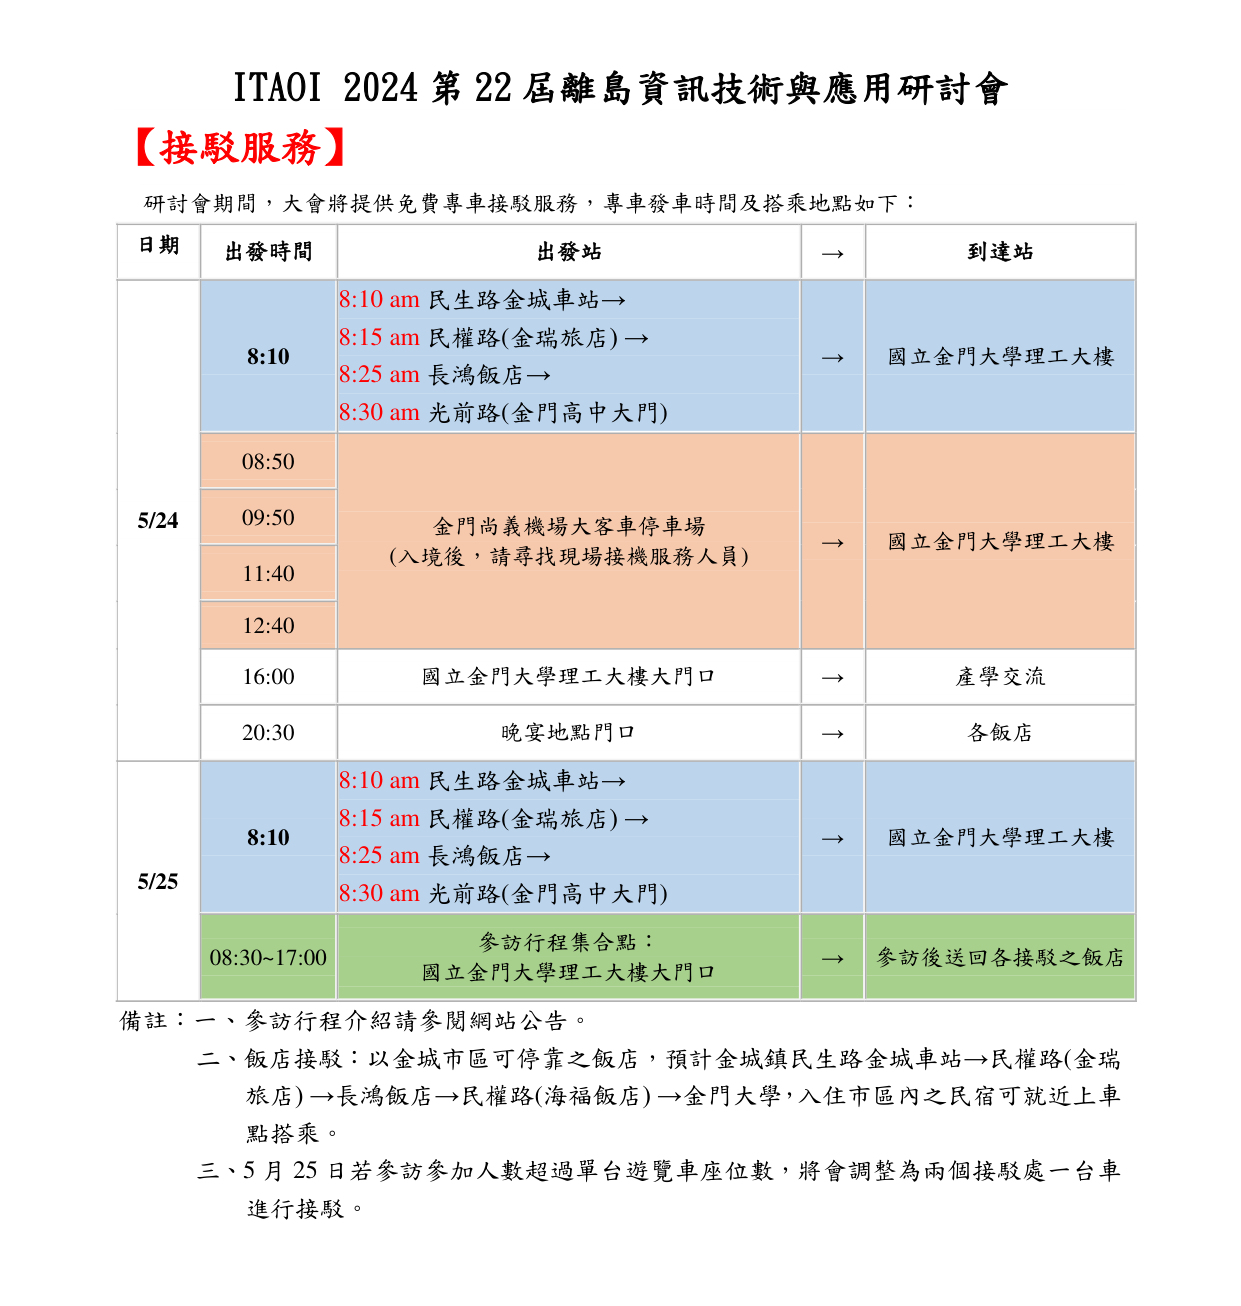 ITAOI 2024 第 22 屆離島資訊技術與應用研討會
【接駁服務】
研討會期間，大會將提供免費專車接駁服務，專車發車時間及搭乘地點如下：
日期 出發時間 出發站 → 到達站
5/24
8:10
8:10 am 民生路金城車站→
8:15 am 民權路(金瑞旅店) →
8:25 am 長鴻飯店→
8:30 am 光前路(金門高中大門)
→ 國立金門大學理工大樓
08:50
09:50
11:40
12:40
金門尚義機場大客車停車場
(入境後，請尋找現場接機服務人員)
→ 國立金門大學理工大樓
16:00 國立金門大學理工大樓大門口 → 產學交流
20:30 晚宴地點門口 → 各飯店
5/25
8:10
8:10 am 民生路金城車站→
8:15 am 民權路(金瑞旅店) →
8:25 am 長鴻飯店→
8:30 am 光前路(金門高中大門)
→ 國立金門大學理工大樓
08:30~17:00
參訪行程集合點：
國立金門大學理工大樓大門口
→ 參訪後送回各接駁之飯店
備註：一、參訪行程介紹請參閱網站公告。
二、飯店接駁：以金城市區可停靠之飯店，預計金城鎮民生路金城車站→民權路(金瑞
旅店) →長鴻飯店→民權路(海福飯店) →金門大學，入住市區內之民宿可就近上車
點搭乘。
三、5 月 25 日若參訪參加人數超過單台遊覽車座位數，將會調整為兩個接駁處一台車
進行接駁。